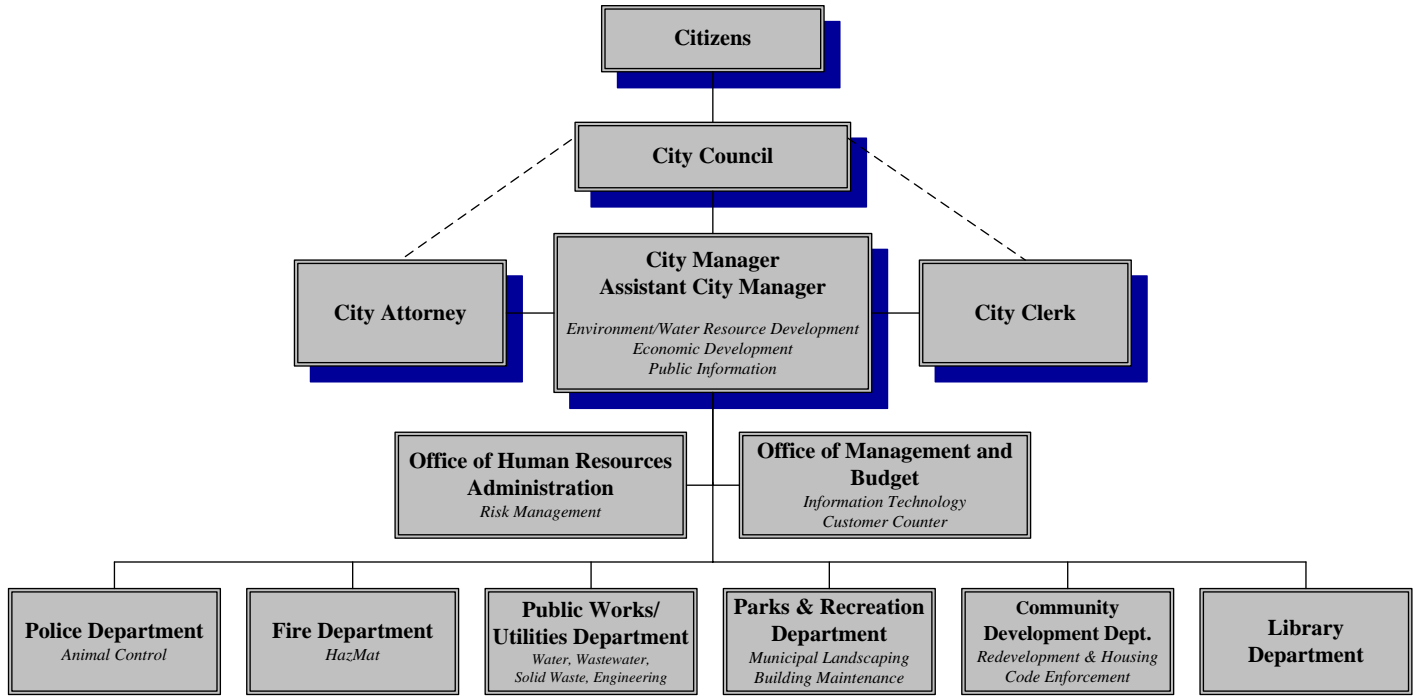 Citizens
City Council
City Manager
Assistant City Manager
Environment/Water Resource Development
Economic Development
Public Information
City Attorney
City Clerk
Office of Human Resources
Administration
Risk Management
Office of Management and
Budget
Information Technology
Customer Counter
Police Department
Animal Control
Fire Department
HazMat
Public Works/
Utilities Department
Water, Wastewater,
Solid Waste, Engineering
Parks & Recreation
Department
Municipal Landscaping
Building Maintenance
Community
Development Dept.
Redevelopment & Housing
Code Enforcement
Library
Department